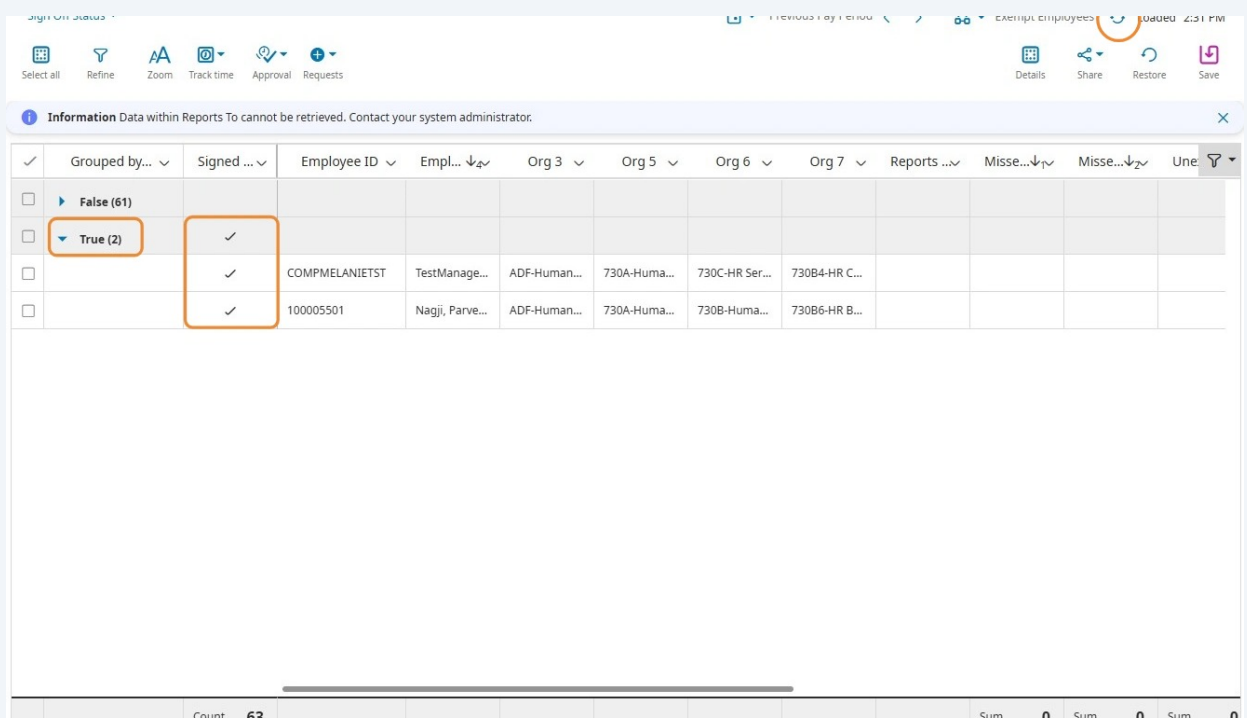 Sign Off Status
Previous Pay Period Exempt Employees Loaded 2:31 PM
Select all Refine Zoom Track time Approval Requests Details Share Restore Save
Information Data within Reports To cannot be retrieved. Contact your system administrator.
Grouped by... Signed ... Employee ID Empl... 4 Org 3 Org 5 Org 6 Org 7 Reports ... Misse... 1 Misse... 2 Une
False (61)
True (2)
COMPMELANIETST TestManage... ADF-Human... 730A-Huma... 730C-HR Ser... 730B4-HR C...
100005501 Nagji, Parve... ADF-Human... 730A-Huma... 730B-Huma... 730B6-HR B...
Count 63 Sum 0 Sum 0 Sum 0